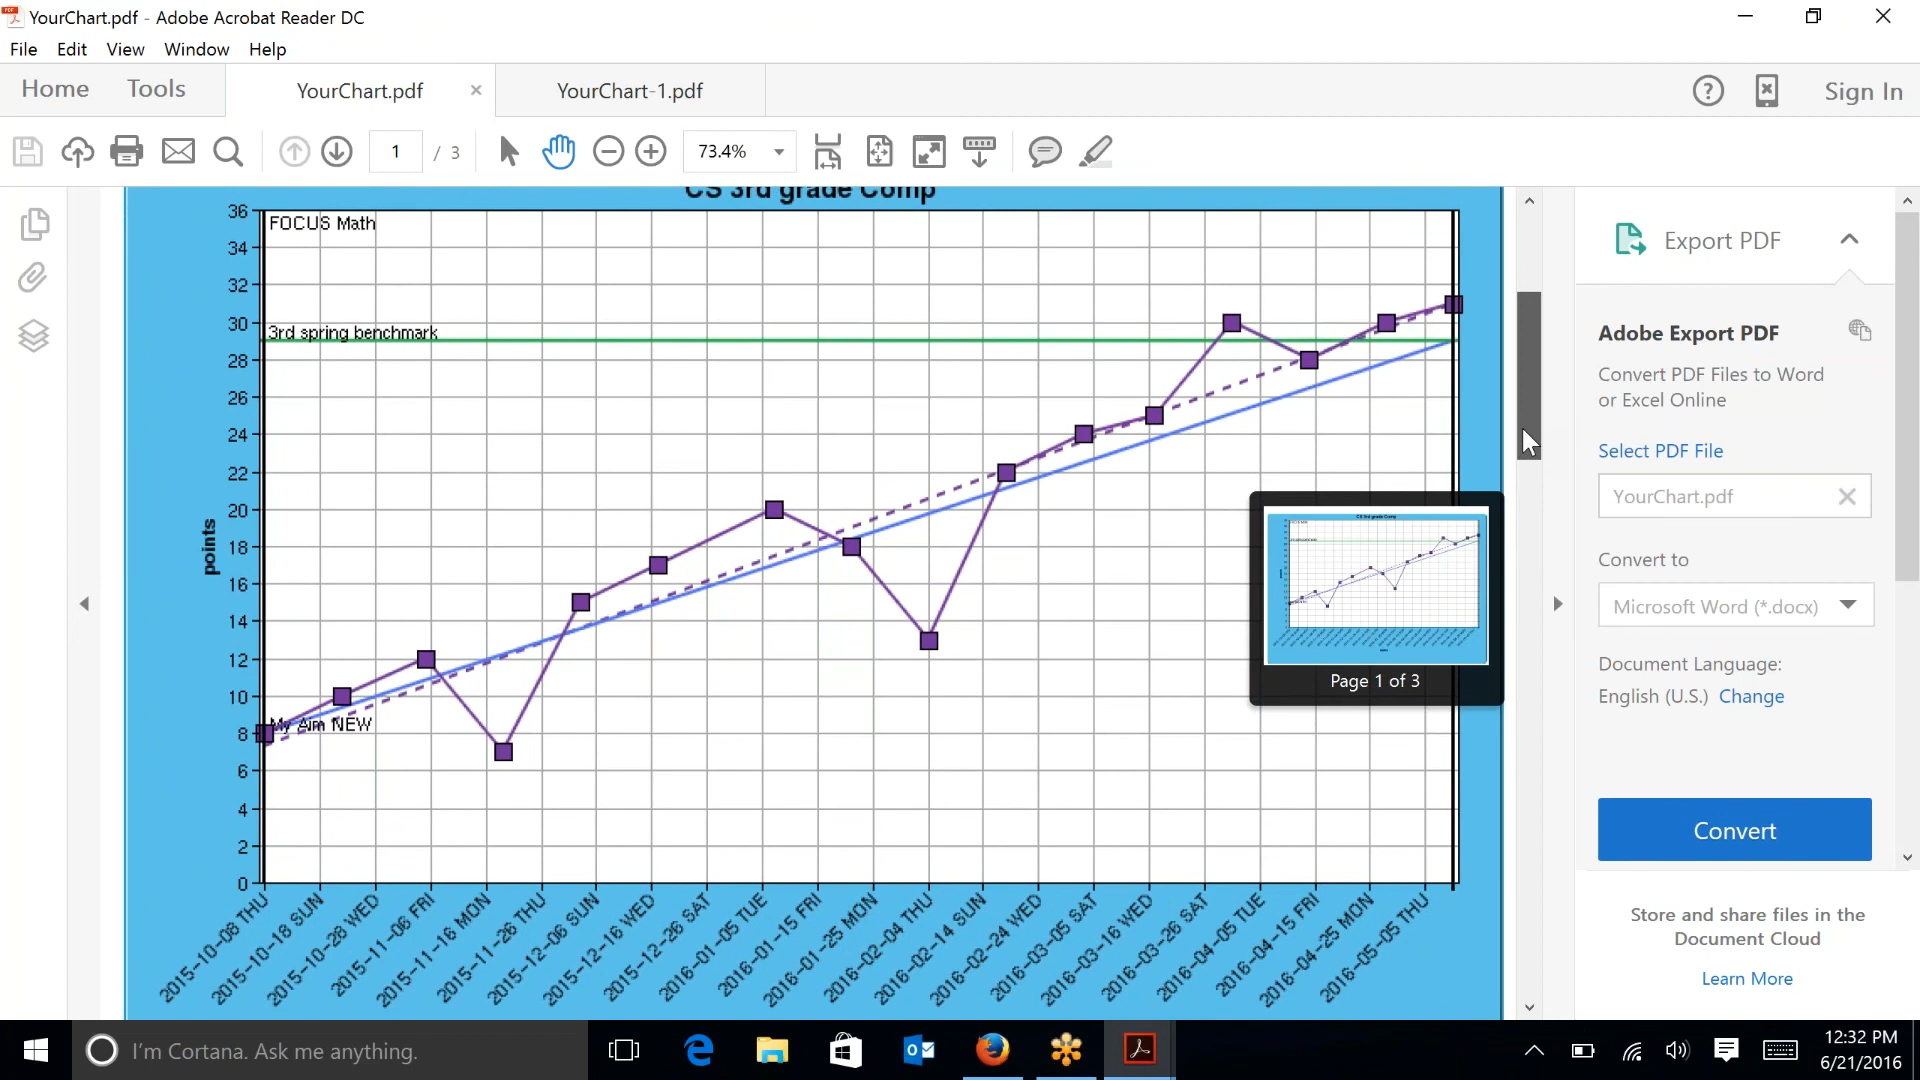 YourChart.pdf - Adobe Acrobat Reader DC
File Edit View Window Help
Home Tools YourChart.pdf × YourChart-1.pdf ? Sign In
1 / 3 73.4%
CS 3rd grade Comp
FOCUS Math
3rd spring benchmark
My Aim NEW
points
36
34
32
30
28
26
24
22
20
18
16
14
12
10
8
6
4
2
0
2015-10-08 THU
2015-10-18 SUN
2015-10-28 WED
2015-11-06 FRI
2015-11-16 MON
2015-11-26 THU
2015-12-06 SUN
2015-12-16 WED
2015-12-26 SAT
2016-01-05 TUE
2016-01-15 FRI
2016-01-25 MON
2016-02-04 THU
2016-02-14 SUN
2016-02-24 WED
2016-03-05 SAT
2016-03-16 WED
2016-03-26 SAT
2016-04-05 TUE
2016-04-15 FRI
2016-04-25 MON
2016-05-05 THU
CS 3rd grade Comp
Page 1 of 3
Export PDF
Adobe Export PDF
Convert PDF Files to Word
or Excel Online
Select PDF File
YourChart.pdf
Convert to
Microsoft Word (*.docx)
Document Language:
English (U.S.) Change
Convert
Store and share files in the
Document Cloud
Learn More
I'm Cortana. Ask me anything.
12:32 PM
6/21/2016